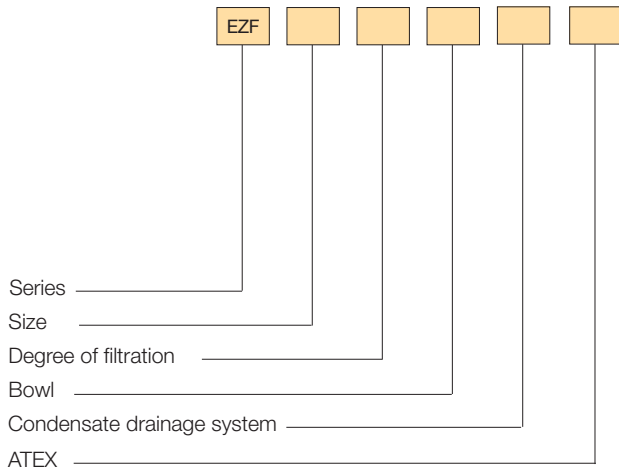 EZF
Series
Size
Degree of filtration
Bowl
Condensate drainage system
ATEX